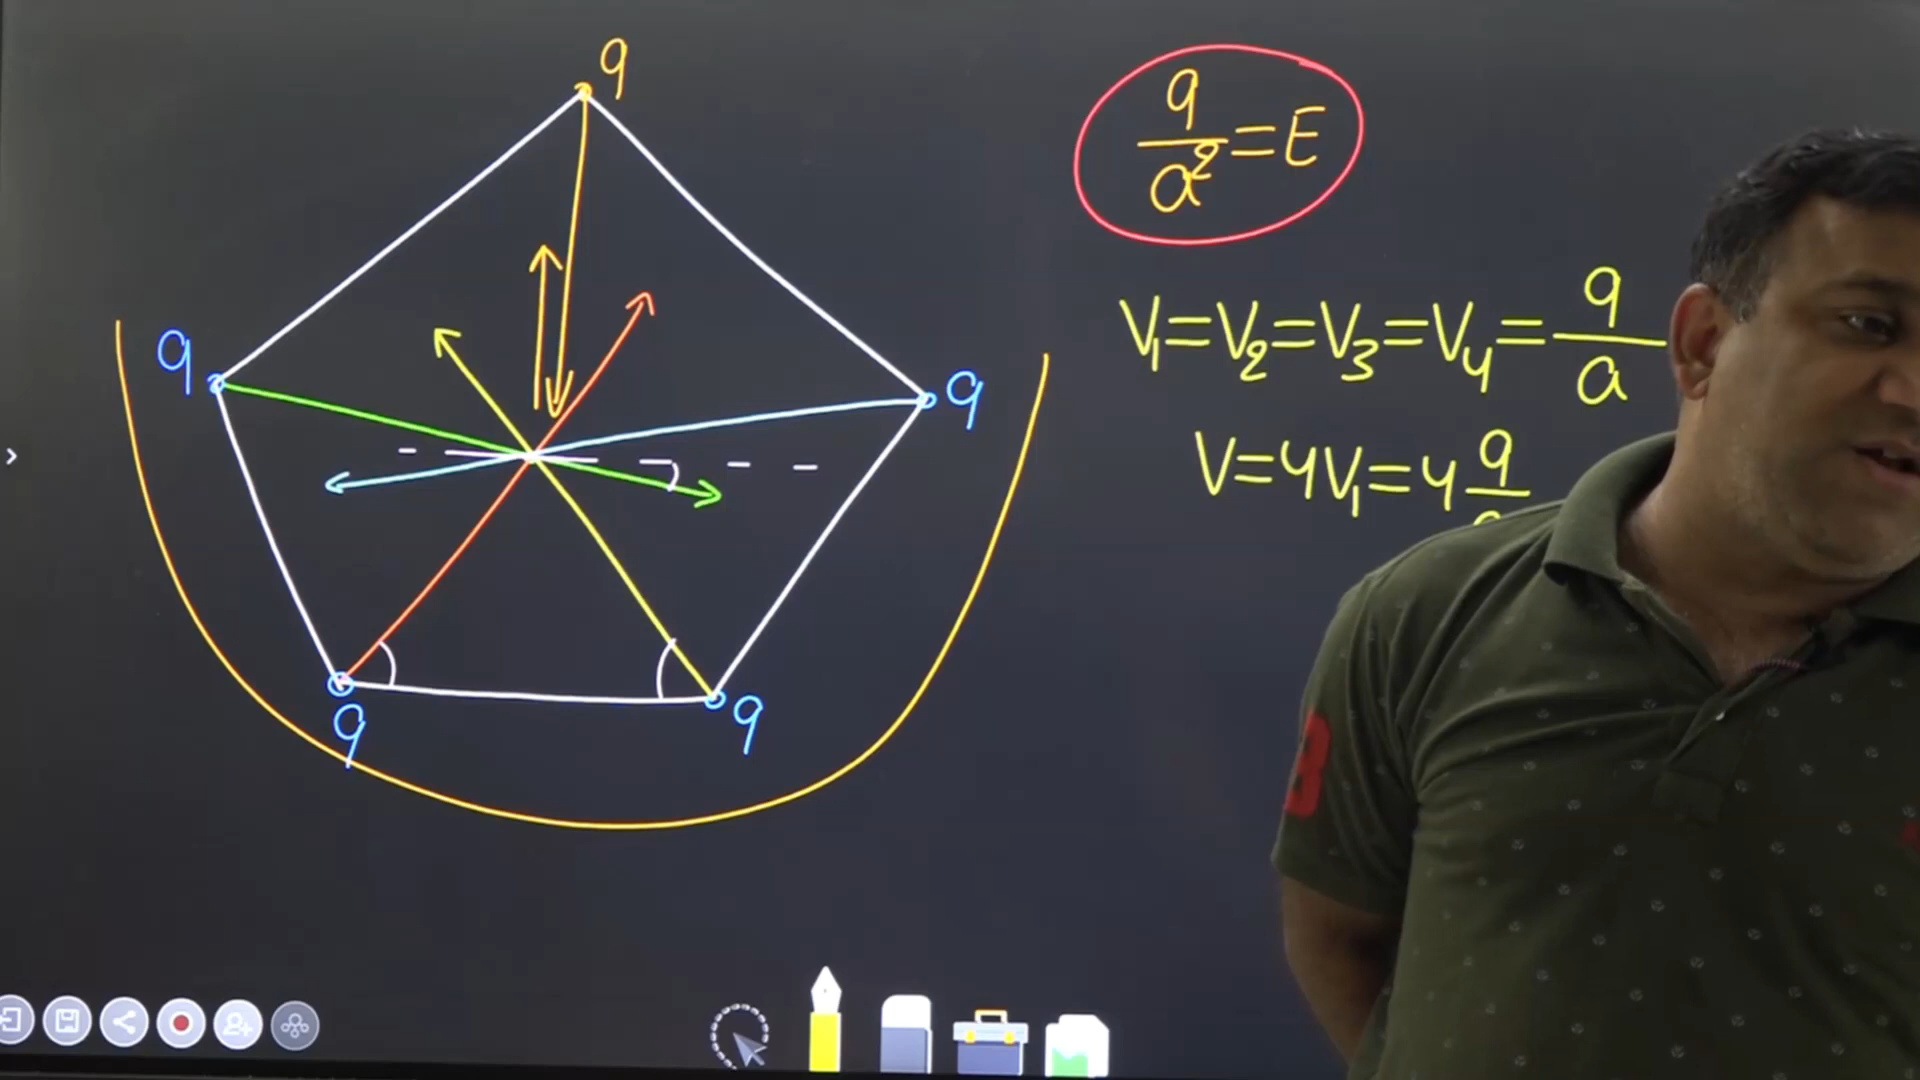 q
q
q
q
q
q/a² = E
V₁=V₂=V₃=V₄= q/a
V=4V₁=4 q